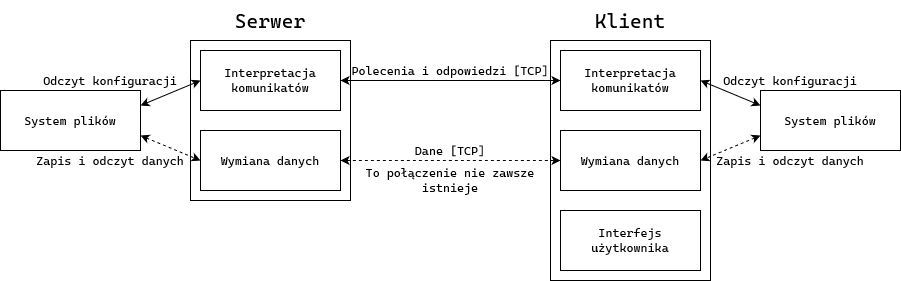 Serwer
Klient
Interpretacja
komunikatów
Polecenia i odpowiedzi [TCP]
Interpretacja
komunikatów
Odczyt konfiguracji
Odczyt konfiguracji
System plików
System plików
Zapis i odczyt danych
Wymiana danych
Dane [TCP]
To połączenie nie zawsze
istnieje
Wymiana danych
Zapis i odczyt danych
Interfejs
użytkownika